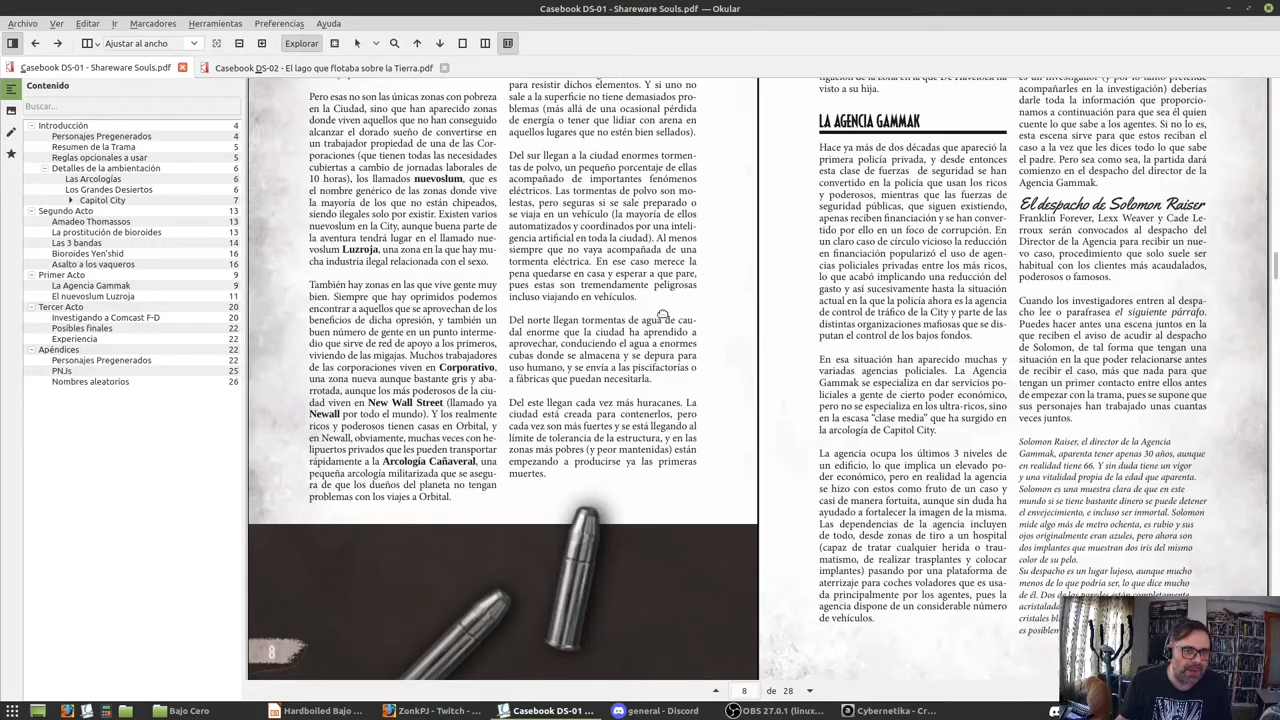 Casebook DS-01 - Shareware Souls.pdf — Okular
Archivo Ver Editar Ir Marcadores Herramientas Preferencias Ayuda
Ajustar al ancho
Explorar
Casebook DS-01 - Shareware Souls.pdf
Casebook DS-02 - El lago que flotaba sobre la Tierra.pdf
Contenido
Buscar...
Introducción 4
Personajes Pregenerados 4
Resumen de la Trama 5
Reglas opcionales a usar 5
Detalles de la ambientación 6
Las Arcologías 6
Los Grandes Desiertos 6
Capitol City 7
Segundo Acto 13
Amadeo Thomassos 13
La prostitución de bioroides 13
Las 3 bandas 14
Bioroides Yen'shid 16
Asalto a los vaqueros 16
Primer Acto 9
La Agencia Gammak 9
El nuevoslum Luzroja 11
Tercer Acto 20
Investigando a Comcast F-D 20
Posibles finales 22
Experiencia 22
Apéndices 22
Personajes Pregenerados 22
PNJs 24
Nombres aleatorios 26
Pero esas no son las únicas zonas con pobreza
en la Ciudad, sino que han aparecido zonas
donde viven aquellos que no han conseguido
alcanzar el dorado sueño de convertirse en
un trabajador propiedad de una de las Cor-
poraciones (que tienen todas las necesidades
cubiertas a cambio de jornadas laborales de
10 horas), los llamados nuevoslum, que es
el nombre genérico de las zonas donde vive
la mayoría de los que no están chipeados,
siendo ilegales solo por existir. Existen varios
nuevoslum en la City, aunque buena parte de
la aventura tendrá lugar en el llamado nue-
voslum Luzroja, una zona en la que hay mu-
cha industria ilegal relacionada con el sexo.
También hay zonas en las que vive gente muy
bien. Siempre que hay oprimidos podemos
encontrar a aquellos que se aprovechan de los
beneficios de dicha opresión, y también un
buen número de gente en un punto interme-
dio que sirve de red de apoyo a los primeros,
viviendo de las migajas. Muchos trabajadores
de las corporaciones viven en Corporativo,
una zona nueva aunque bastante gris y aba-
rrotada, aunque los más poderosos de la ciu-
dad viven en New Wall Street (llamado ya
Newall por todo el mundo). Y los realmente
ricos y poderosos tienen casas en Orbital, y
en Newall, obviamente, muchas veces con he-
lipuertos privados que les pueden transportar
rápidamente a la Arcología Cañaveral, una
pequeña arcología militarizada que se asegu-
ra de que los dueños del planeta no tengan
problemas con los viajes a Orbital.
para resistir dichos elementos. Y si uno no
sale a la superficie no tiene demasiados pro-
blemas (más allá de una ocasional pérdida
de energía o tener que lidiar con arena en
aquellos lugares que no estén bien sellados).
Del sur llegan a la ciudad enormes tormen-
tas de polvo, un pequeño porcentaje de ellas
acompañado de importantes fenómenos
eléctricos. Las tormentas de polvo son mo-
lestas, pero seguras si se sale preparado o
se viaja en un vehículo (la mayoría de ellos
automatizados y coordinados por una inteli-
gencia artificial en toda la ciudad). Al menos
siempre que no vaya acompañada de una
tormenta eléctrica. En ese caso merece la
pena quedarse en casa y esperar a que pare,
pues estas son tremendamente peligrosas
incluso viajando en vehículos.
Del norte llegan tormentas de agua de cau-
dal enorme que la ciudad ha aprendido a
aprovechar, conduciendo el agua a enormes
cubas donde se almacena y se depura para
uso humano, y se envía a las piscifactorías o
a fábricas que puedan necesitarla.
Del este llegan cada vez más huracanes. La
ciudad está creada para contenerlos, pero
cada vez son más fuertes y se está llegando al
límite de tolerancia de la estructura, y en las
zonas más pobres (y peor mantenidas) están
empezando a producirse ya las primeras
muertes.
8
visto a su hija.
LA AGENCIA GAMMAK
Hace ya más de dos décadas que apareció la
primera policía privada, y desde entonces
esta clase de fuerzas de seguridad se han
convertido en la policía que usan los ricos
y poderosos, mientras que las fuerzas de
seguridad públicas, que siguen existiendo,
apenas reciben financiación y se han conver-
tido por ello en un foco de corrupción. En
un claro caso de círculo vicioso la reducción
en financiación popularizó el uso de agen-
cias policiales privadas entre los más ricos,
lo que acabó implicando una reducción del
gasto y así sucesivamente hasta la situación
actual en la que la policía ahora es la agencia
de control de tráfico de la City y parte de las
distintas organizaciones mafiosas que se dis-
putan el control de los bajos fondos.
En esa situación han aparecido muchas y
variadas agencias policiales. La Agencia
Gammak se especializa en dar servicios po-
liciales a gente de cierto poder económico,
pero no se especializa en los ultra-ricos, sino
en la escasa “clase media” que ha surgido en
la arcología de Capitol City.
La agencia ocupa los últimos 3 niveles de
un edificio, lo que implica un elevado po-
der económico, pero en realidad la agencia
se hizo con estos como fruto de un caso y
casi de manera fortuita, aunque sin duda ha
ayudado a fortalecer la imagen de la misma.
Las dependencias de la agencia incluyen
de todo, desde zonas de tiro a un hospital
(capaz de tratar cualquier herida o trau-
matismo, de realizar trasplantes y colocar
implantes) pasando por una plataforma de
aterrizaje para coches voladores que es usa-
da principalmente por los agentes, pues la
agencia dispone de un considerable número
de vehículos.
acompañarles en la investigación) deberías
darle toda la información que proporcio-
namos a continuación para que sea él quien
cuente lo que sabe a los agentes. Si no lo es,
esta escena sirve para que estos reciban el
caso a la vez que les dices todo lo que sabe
el padre. Pero sea como sea, la partida dará
comienzo en el despacho del director de la
Agencia Gammak.
El despacho de Solomon Raiser
Franklin Forever, Lexx Weaver y Cade Le-
rroux serán convocados al despacho del
Director de la Agencia para recibir un nue-
vo caso, procedimiento que solo suele ser
habitual con los clientes más acaudalados,
poderosos o famosos.
Cuando los investigadores entren al despa-
cho lee o parafrasea el siguiente párrafo.
Puedes hacer antes una escena juntos en la
que reciben el aviso de acudir al despacho
de Solomon, de tal forma que tengan una
situación en la que poder relacionarse antes
de recibir el caso, más que nada para que
tengan un primer contacto entre ellos antes
de empezar con la trama, pues se supone que
sus personajes han trabajado unas cuantas
veces juntos.
Solomon Raiser, el director de la Agencia
Gammak, aparenta tener apenas 30 años, aunque
en realidad tiene 66. Y sin duda tiene un vigor
y una vitalidad propia de la edad que aparenta.
Solomon es una muestra clara de que en este
mundo si se tiene bastante dinero se puede detener
el envejecimiento, e incluso ser inmortal. Solomon
mide algo más de metro ochenta, es rubio y sus
ojos originalmente eran azules, pero ahora son
dos implantes que muestran dos iris del mismo
color de su pelo.
Su despacho es un lugar lujoso, aunque mucho
menos de lo que podría ser, lo que dice mucho
de él. Dos de las paredes están completamente
cristales
es posible
8 de 28
Bajo Cero
Hardboiled Bajo ...
ZonkPJ - Twitch - ...
Casebook DS-01 ...
general - Discord
OBS 27.0.1 (linux...
Cybernetika - Cr...